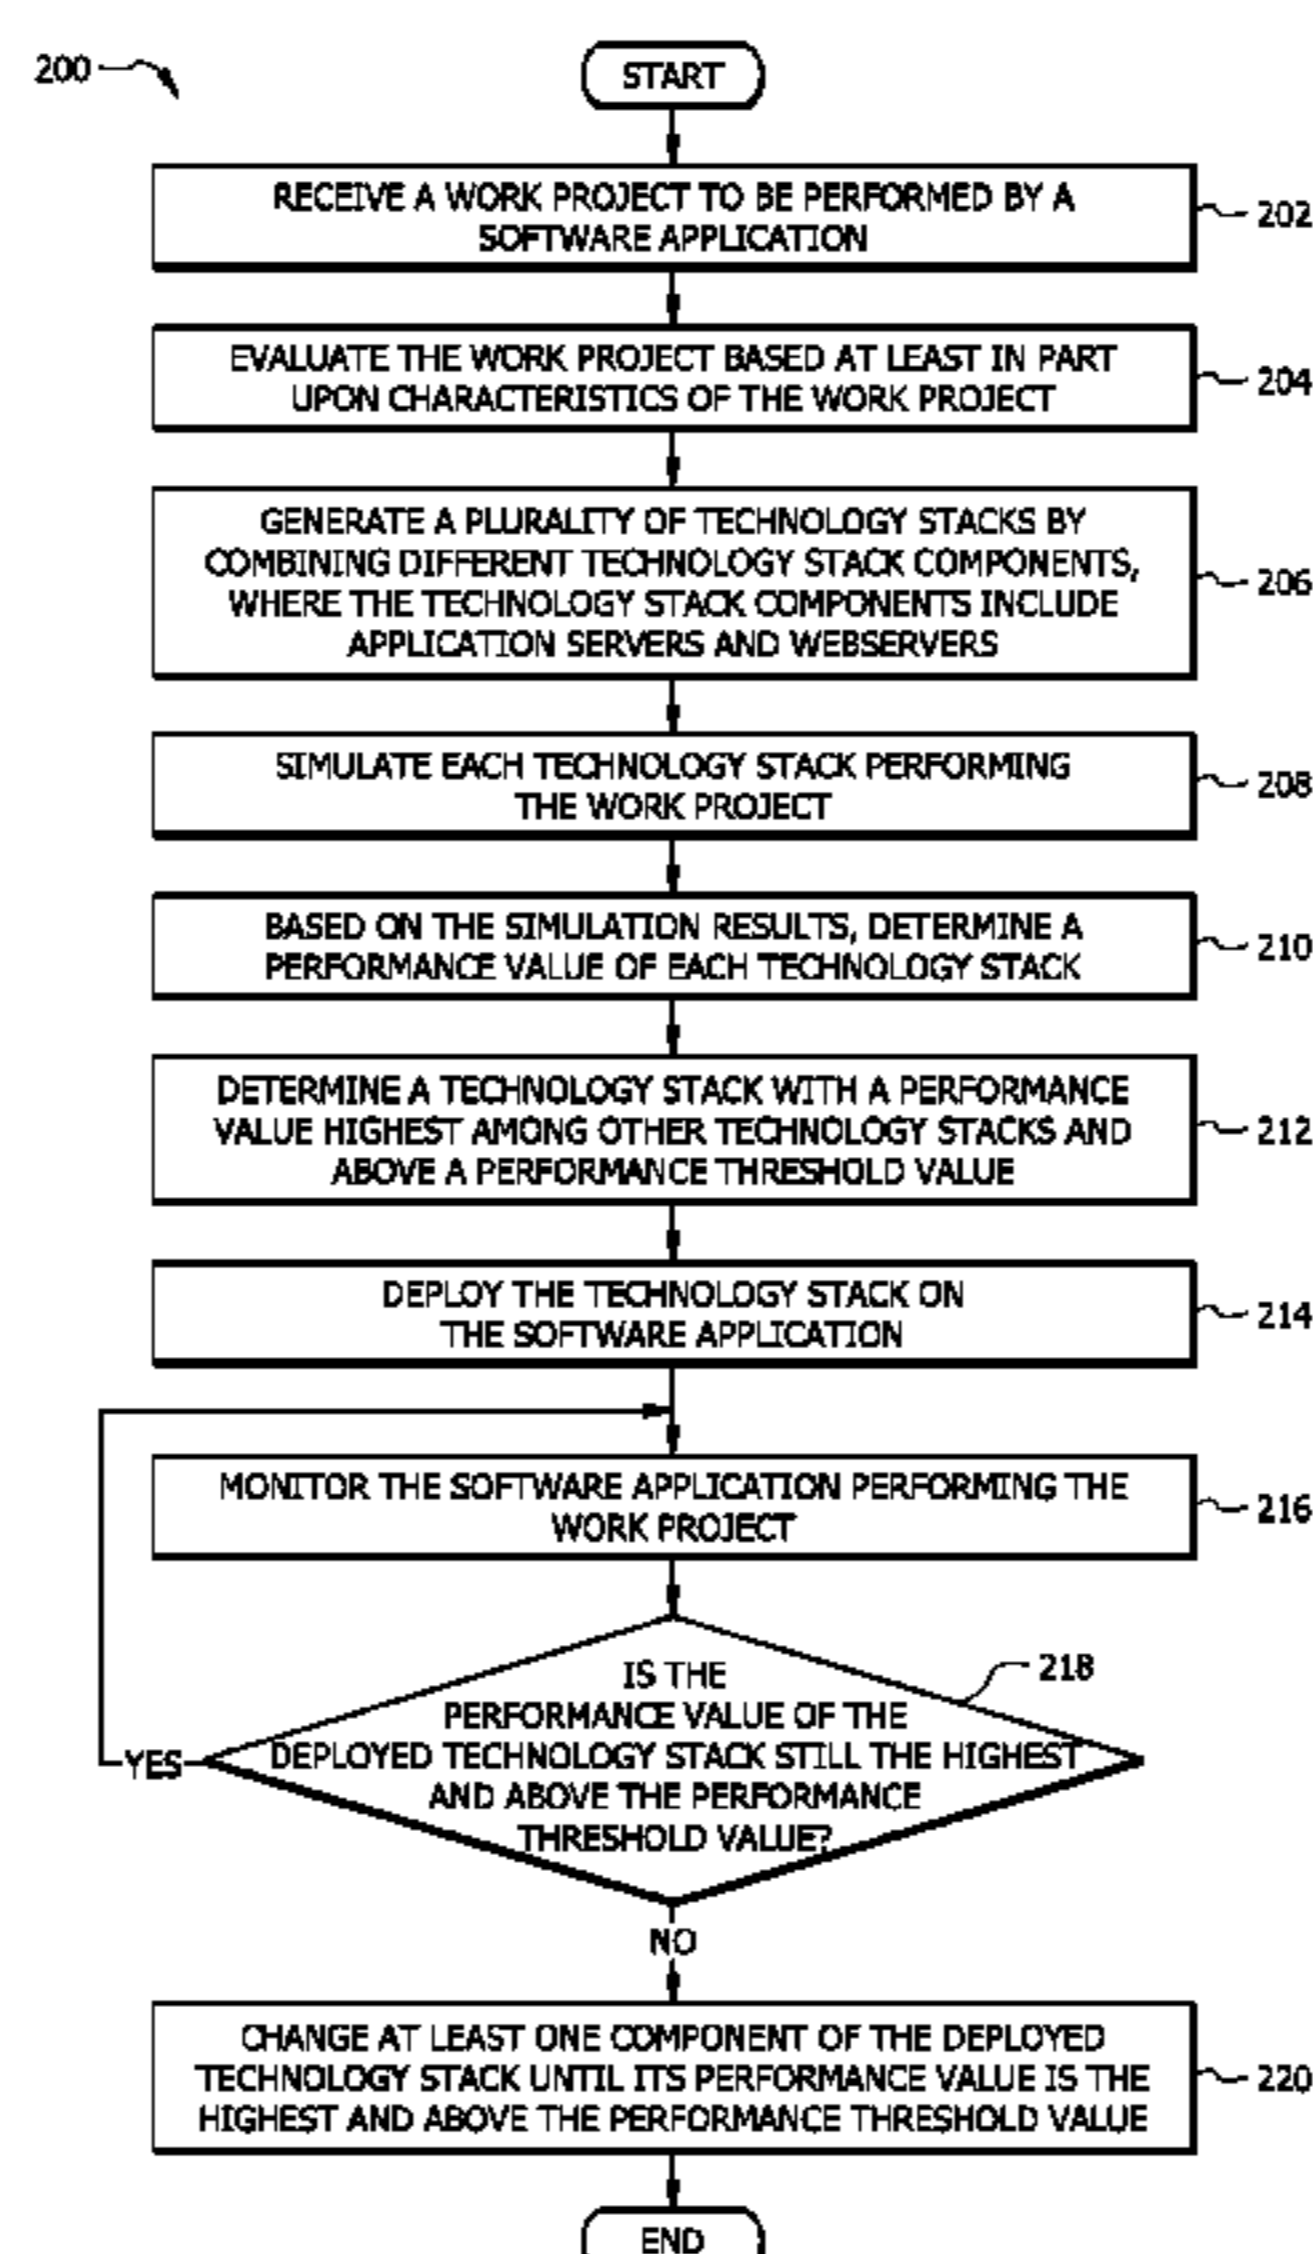 200
START
RECEIVE A WORK PROJECT TO BE PERFORMED BY A
SOFTWARE APPLICATION
202
EVALUATE THE WORK PROJECT BASED AT LEAST IN PART
UPON CHARACTERISTICS OF THE WORK PROJECT
204
GENERATE A PLURALITY OF TECHNOLOGY STACKS BY
COMBINING DIFFERENT TECHNOLOGY STACK COMPONENTS,
WHERE THE TECHNOLOGY STACK COMPONENTS INCLUDE
APPLICATION SERVERS AND WEBSERVERS
206
SIMULATE EACH TECHNOLOGY STACK PERFORMING
THE WORK PROJECT
208
BASED ON THE SIMULATION RESULTS, DETERMINE A
PERFORMANCE VALUE OF EACH TECHNOLOGY STACK
210
DETERMINE A TECHNOLOGY STACK WITH A PERFORMANCE
VALUE HIGHEST AMONG OTHER TECHNOLOGY STACKS AND
ABOVE A PERFORMANCE THRESHOLD VALUE
212
DEPLOY THE TECHNOLOGY STACK ON
THE SOFTWARE APPLICATION
214
MONITOR THE SOFTWARE APPLICATION PERFORMING THE
WORK PROJECT
216
IS THE
PERFORMANCE VALUE OF THE
DEPLOYED TECHNOLOGY STACK STILL THE HIGHEST
AND ABOVE THE PERFORMANCE
THRESHOLD VALUE?
218
YES
NO
CHANGE AT LEAST ONE COMPONENT OF THE DEPLOYED
TECHNOLOGY STACK UNTIL ITS PERFORMANCE VALUE IS THE
HIGHEST AND ABOVE THE PERFORMANCE THRESHOLD VALUE
220
END